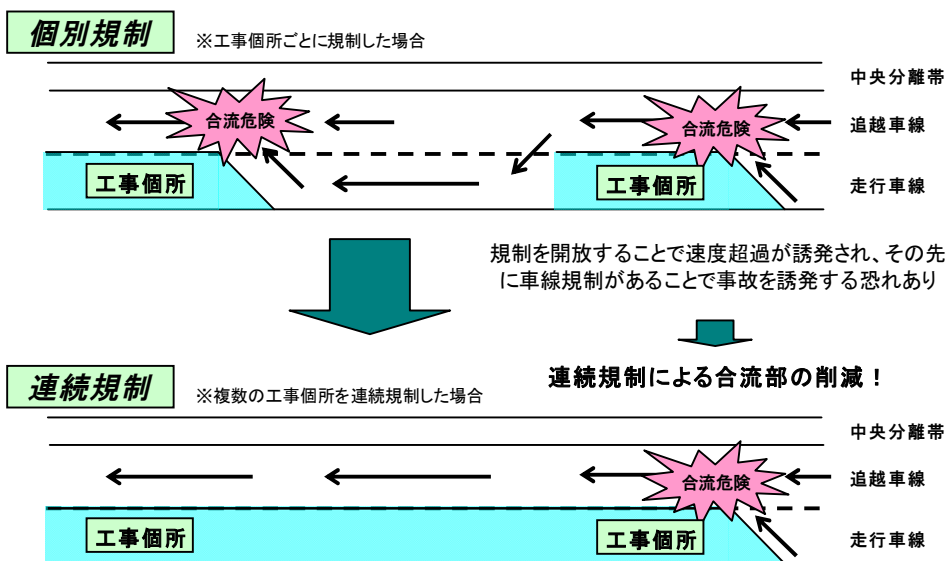 個別規制
※工事個所ごとに規制した場合
中央分離帯
合流危険
合流危険
追越車線
工事個所
工事個所
走行車線
規制を開放することで速度超過が誘発され、その先
に車線規制があることで事故を誘発する恐れあり
連続規制による合流部の削減！
連続規制
※複数の工事個所を連続規制した場合
中央分離帯
合流危険
追越車線
工事個所
工事個所
走行車線